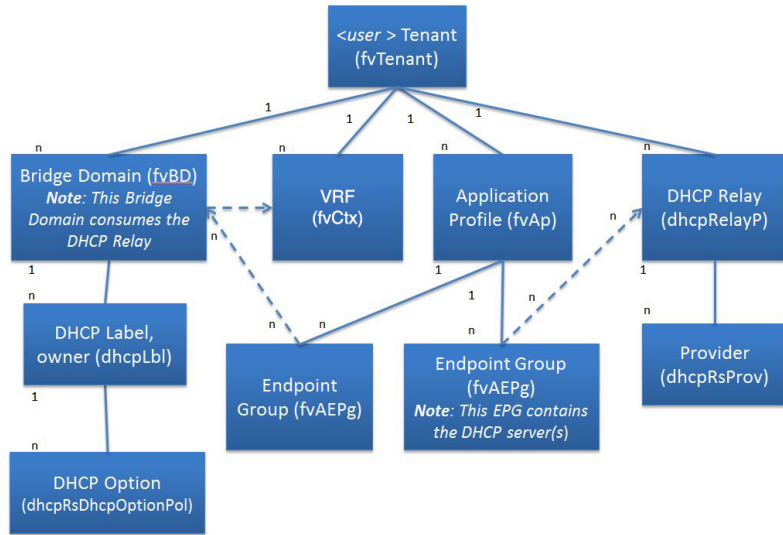 <user > Tenant
(fvTenant)
1
1
1
1
n
n
n
n
Bridge Domain (fvBD)
Note: This Bridge
Domain consumes the
DHCP Relay
VRF
(fvCtx)
Application
Profile (fvAp)
DHCP Relay
(dhcpRelayP)
n
n
1
1
1
1
n
n
n
n
n
n
DHCP Label,
owner (dhcpLbl)
Endpoint
Group (fvAEPg)
Endpoint Group
(fvAEPg)
Note: This EPG contains
the DHCP server(s)
Provider
(dhcpRsProv)
1
n
DHCP Option
(dhcpRsDhcpOptionPol)